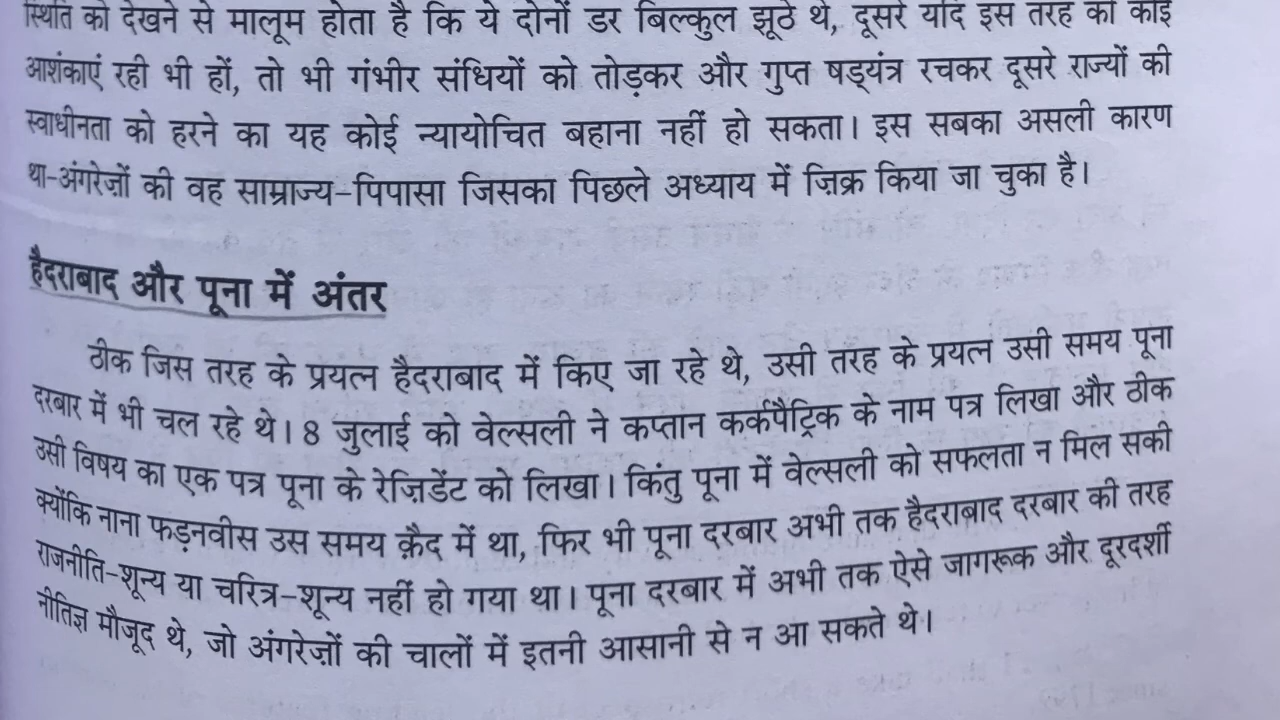 स्थिति को देखने से मालूम होता है कि ये दोनों डर बिल्कुल झूठे थे, दूसरे यदि इस तरह की कोई
आशंकाएं रही भी हों, तो भी गंभीर संधियों को तोड़कर और गुप्त षड्यंत्र रचकर दूसरे राज्यों की
स्वाधीनता को हरने का यह कोई न्यायोचित बहाना नहीं हो सकता। इस सबका असली कारण
था-अंगरेज़ों की वह साम्राज्य-पिपासा जिसका पिछले अध्याय में ज़िक्र किया जा चुका है।
हैदराबाद और पूना में अंतर
ठीक जिस तरह के प्रयत्न हैदराबाद में किए जा रहे थे, उसी तरह के प्रयत्न उसी समय पूना
दरबार में भी चल रहे थे। 8 जुलाई को वेल्सली ने कप्तान कर्कपैट्रिक के नाम पत्र लिखा और ठीक
उसी विषय का एक पत्र पूना के रेज़िडेंट को लिखा। किंतु पूना में वेल्सली को सफलता न मिल सकी
क्योंकि नाना फड़नवीस उस समय क़ैद में था, फिर भी पूना दरबार अभी तक हैदराबाद दरबार की तरह
राजनीति-शून्य या चरित्र-शून्य नहीं हो गया था। पूना दरबार में अभी तक ऐसे जागरूक और दूरदर्शी
नीतिज्ञ मौजूद थे, जो अंगरेज़ों की चालों में इतनी आसानी से न आ सकते थे।